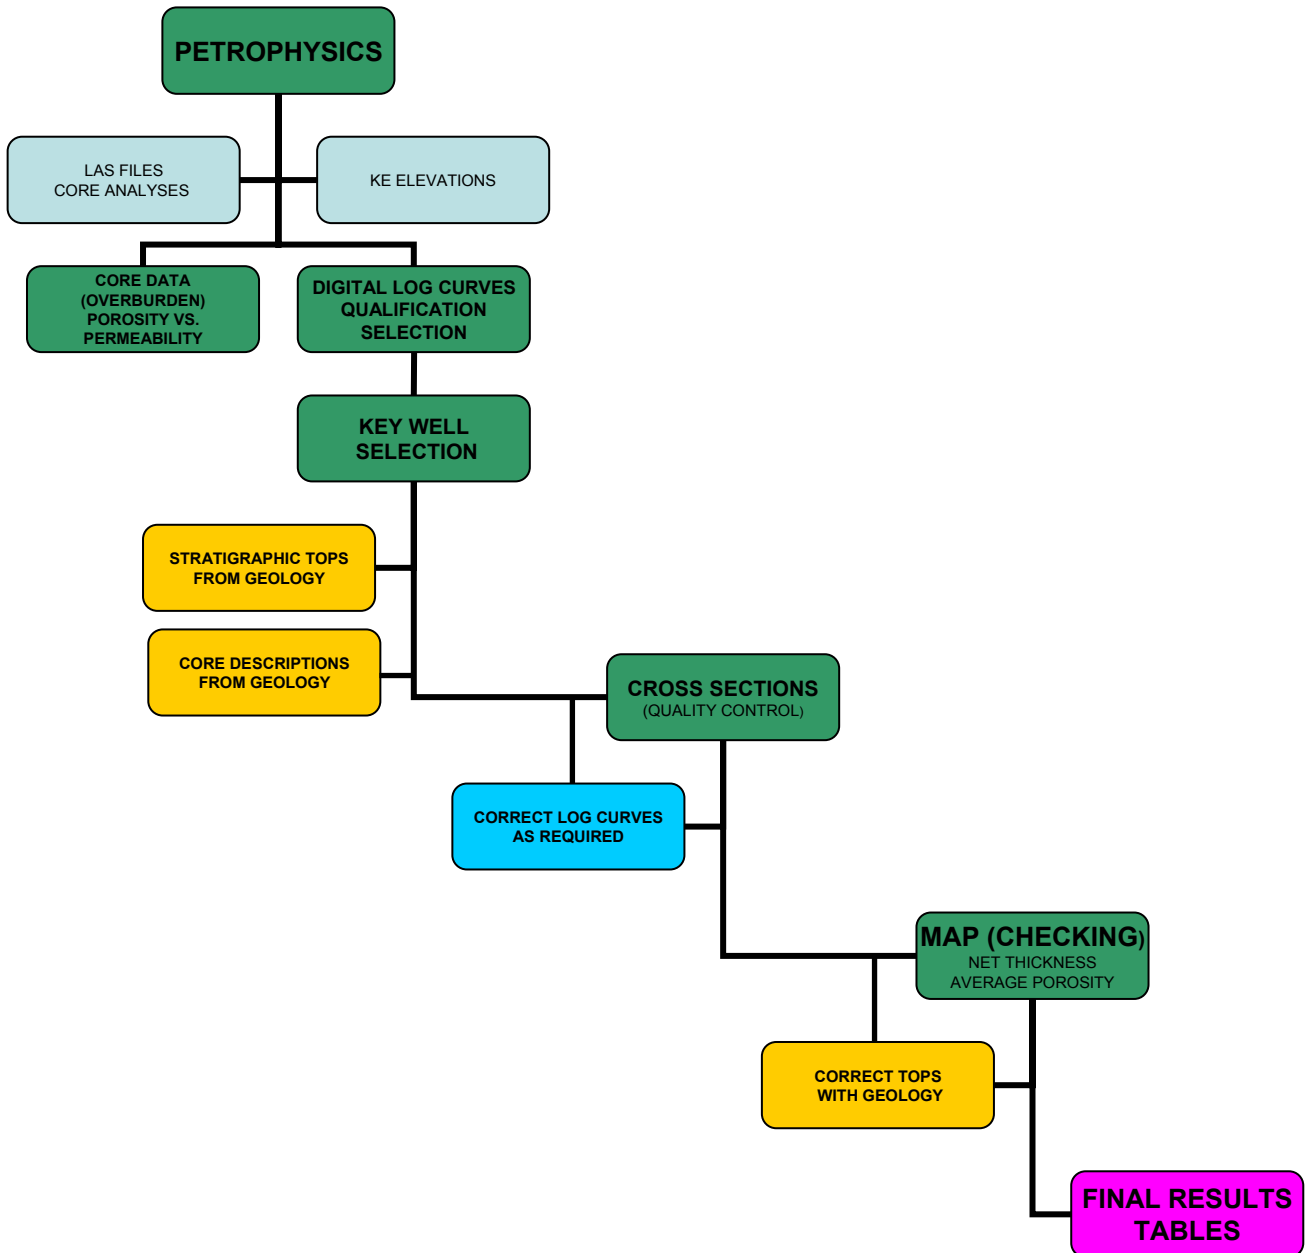 PETROPHYSICS
LAS FILES
CORE ANALYSES
KE ELEVATIONS
CORE DATA
(OVERBURDEN)
POROSITY VS.
PERMEABILITY
DIGITAL LOG CURVES
QUALIFICATION
SELECTION
KEY WELL
SELECTION
STRATIGRAPHIC TOPS
FROM GEOLOGY
CORE DESCRIPTIONS
FROM GEOLOGY
CROSS SECTIONS
(QUALITY CONTROL)
CORRECT LOG CURVES
AS REQUIRED
MAP (CHECKING)
NET THICKNESS
AVERAGE POROSITY
CORRECT TOPS
WITH GEOLOGY
FINAL RESULTS
TABLES